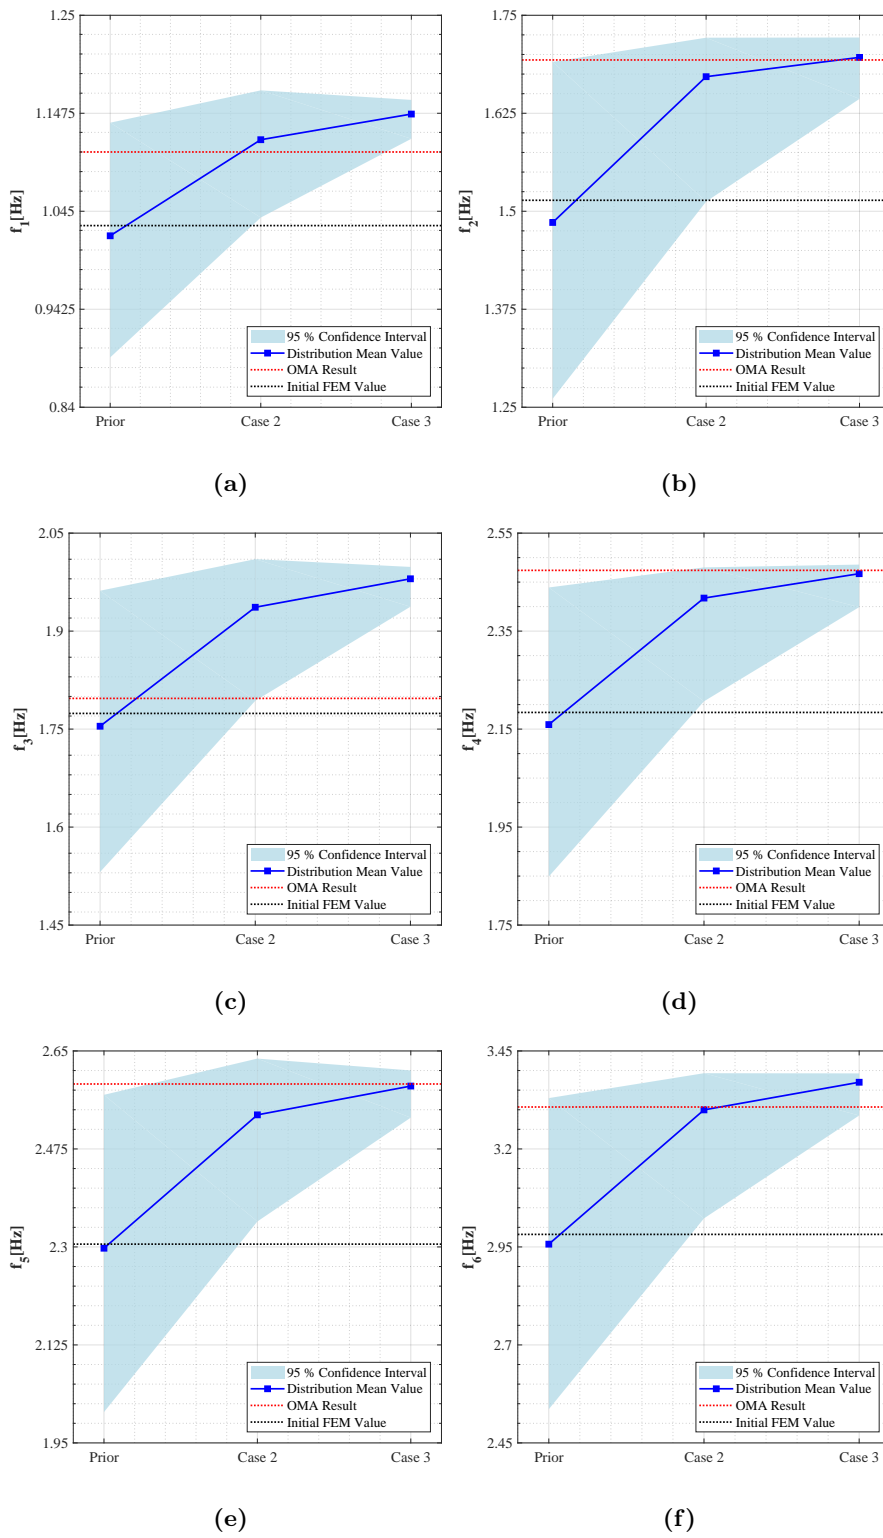 1.25
1.1475
1.045
0.9425
0.84
f1[Hz]
95 % Confidence Interval
Distribution Mean Value
OMA Result
Initial FEM Value
Prior Case 2 Case 3
(a)
1.75
1.625
1.5
1.375
1.25
f2[Hz]
95 % Confidence Interval
Distribution Mean Value
OMA Result
Initial FEM Value
Prior Case 2 Case 3
(b)
2.05
1.9
1.75
1.6
1.45
f3[Hz]
95 % Confidence Interval
Distribution Mean Value
OMA Result
Initial FEM Value
Prior Case 2 Case 3
(c)
2.55
2.35
2.15
1.95
1.75
f4[Hz]
95 % Confidence Interval
Distribution Mean Value
OMA Result
Initial FEM Value
Prior Case 2 Case 3
(d)
2.65
2.475
2.3
2.125
1.95
f5[Hz]
95 % Confidence Interval
Distribution Mean Value
OMA Result
Initial FEM Value
Prior Case 2 Case 3
(e)
3.45
3.2
2.95
2.7
2.45
f6[Hz]
95 % Confidence Interval
Distribution Mean Value
OMA Result
Initial FEM Value
Prior Case 2 Case 3
(f)